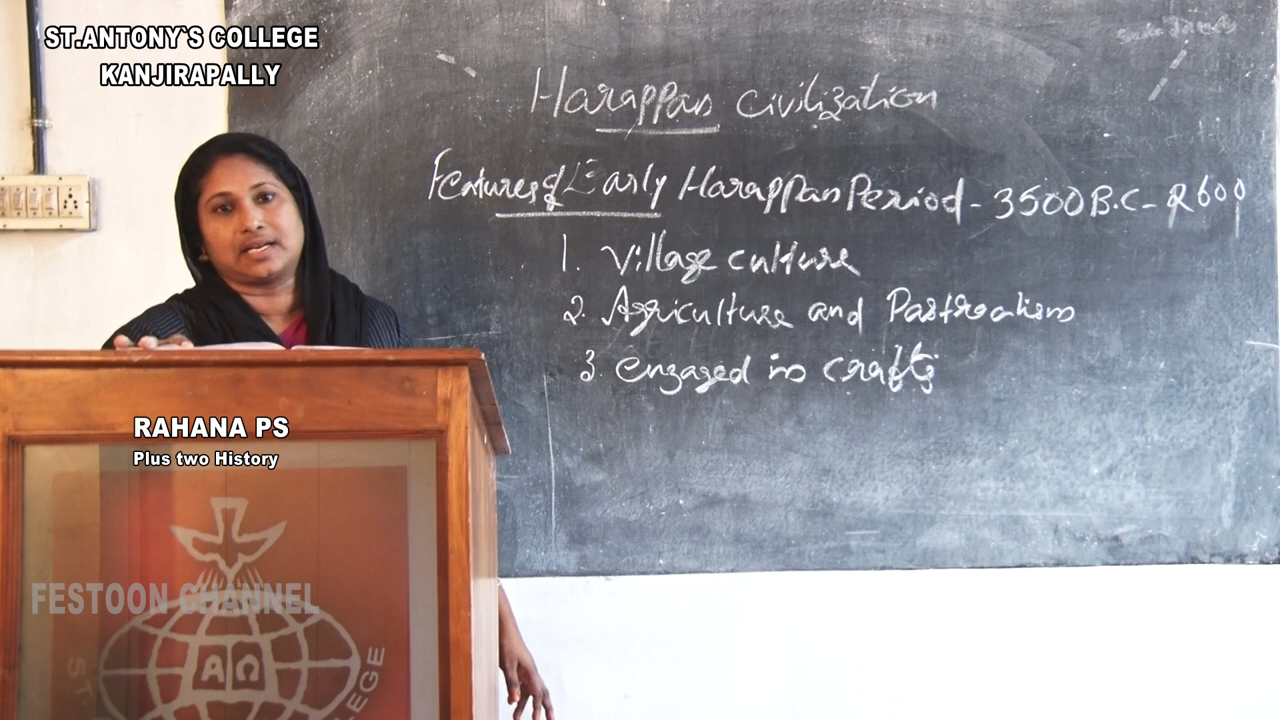 ST.ANTONY`S COLLEGE
KANJIRAPALLY
Harappan civilization
Features of Early Harappan Period - 3500 B.C - 2600
1. Village culture
2. Agriculture and Pastroalism
3. engaged in crafts
RAHANA PS
Plus two History
FESTOON CHANNEL
AΩ